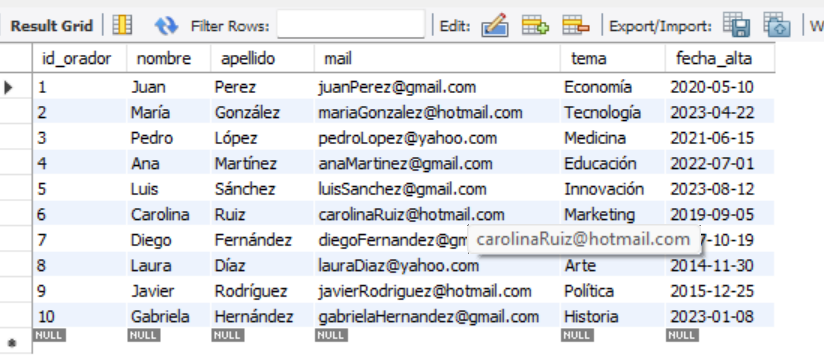 Result Grid Filter Rows: Edit: Export/Import: W
id_orador nombre apellido mail tema fecha_alta
1 Juan Perez juanPerez@gmail.com Economía 2020-05-10
2 María González mariaGonzalez@hotmail.com Tecnología 2023-04-22
3 Pedro López pedroLopez@yahoo.com Medicina 2021-06-15
4 Ana Martínez anaMartinez@gmail.com Educación 2022-07-01
5 Luis Sánchez luisSanchez@gmail.com Innovación 2023-08-12
6 Carolina Ruiz carolinaRuiz@hotmail.com Marketing 2019-09-05
7 Diego Fernández diegoFernandez@gm carolinaRuiz@hotmail.com 7-10-19
8 Laura Díaz lauraDiaz@yahoo.com Arte 2014-11-30
9 Javier Rodríguez javierRodriguez@hotmail.com Política 2015-12-25
10 Gabriela Hernández gabrielaHernandez@gmail.com Historia 2023-01-08
NULL NULL NULL NULL NULL NULL